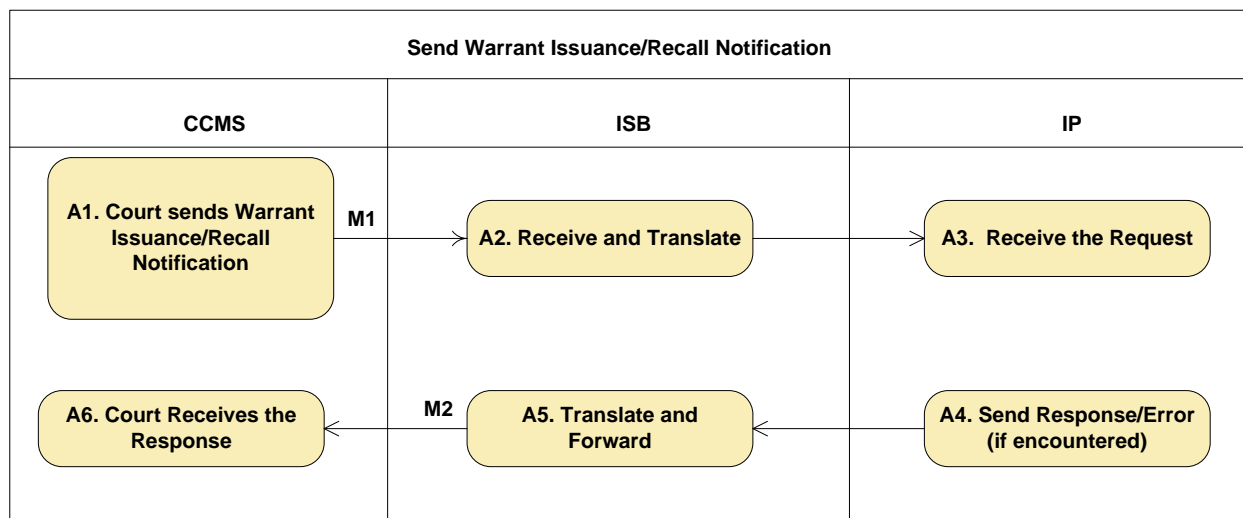 Send Warrant Issuance/Recall Notification
CCMS
ISB
IP
A1. Court sends Warrant
Issuance/Recall
Notification
M1
A2. Receive and Translate
A3.  Receive the Request
A6. Court Receives the
Response
M2
A5. Translate and
Forward
A4. Send Response/Error
(if encountered)